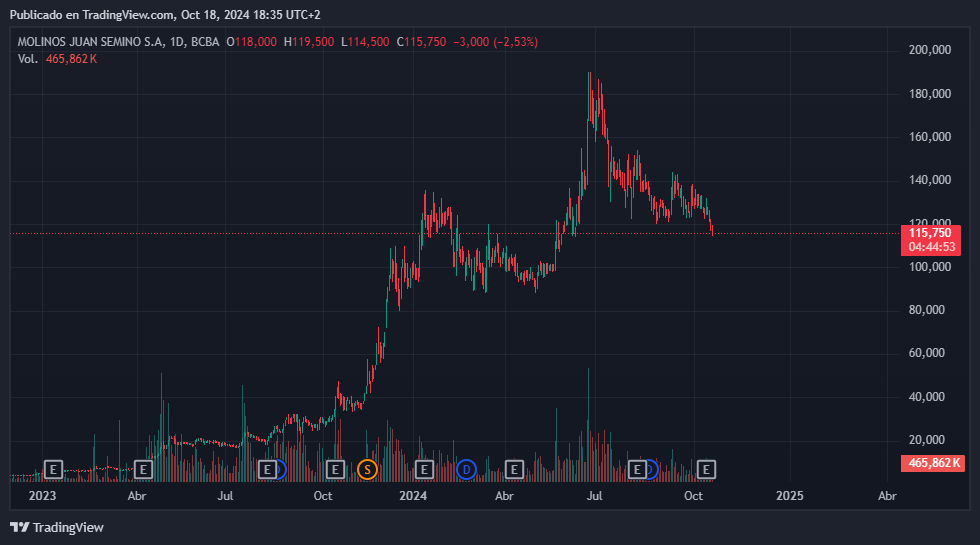 Publicado en TradingView.com, Oct 18, 2024 18:35 UTC+2
MOLINOS JUAN SEMINO S.A, 1D, BCBA O118,000 H119,500 L114,500 C115,750 −3,000 (−2,53%)
Vol. 465,862 K
200,000
180,000
160,000
140,000
120,000
115,750
04:44:53
100,000
80,000
60,000
40,000
20,000
465,862 K
E E E D E S E D E E D E
2023 Abr Jul Oct 2024 Abr Jul Oct 2025 Abr
TradingView